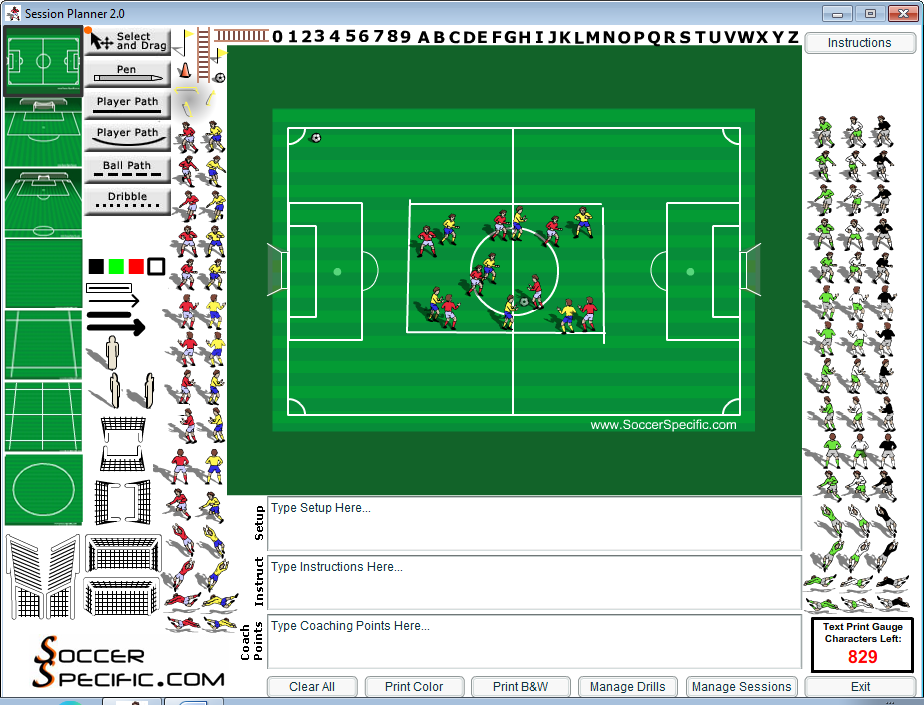 Session Planner 2.0
0 1 2 3 4 5 6 7 8 9 A B C D E F G H I J K L M N O P Q R S T U V W X Y Z
Instructions
Select
and Drag
Pen
Player Path
Player Path
Ball Path
Dribble
www.SoccerSpecific.com
Setup
Type Setup Here...
Instruct
Type Instructions Here...
Coach
Points
Type Coaching Points Here...
Text Print Gauge
Characters Left:
829
Soccer
Specific.com
Clear All
Print Color
Print B&W
Manage Drills
Manage Sessions
Exit